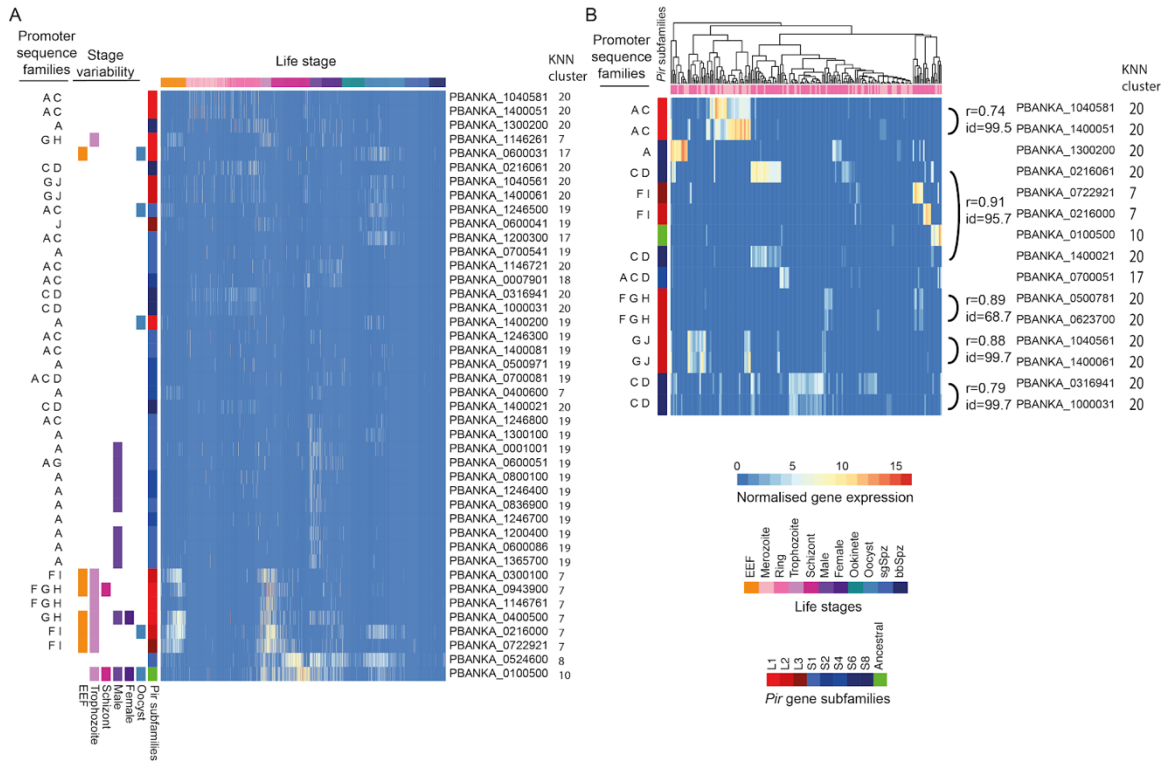 A
Promoter
sequence
families
Stage
variability
Life stage
KNN
cluster
A C PBANKA_1040581 20
A C PBANKA_1400051 20
A PBANKA_1300200 20
G H PBANKA_1146261 7
PBANKA_0600031 17
C D PBANKA_0216061 20
G J PBANKA_1040561 20
G J PBANKA_1400061 20
A C PBANKA_1246500 19
J PBANKA_0600041 19
A C PBANKA_1200300 17
A PBANKA_0700541 19
A C PBANKA_1146721 20
A C PBANKA_0007901 18
C D PBANKA_0316941 20
C D PBANKA_1000031 20
A PBANKA_1400200 19
A C PBANKA_1246300 19
A C PBANKA_1400081 19
A PBANKA_0500971 19
A C D PBANKA_0700081 19
A PBANKA_0400600 7
C D PBANKA_1400021 20
A C PBANKA_1246800 19
A PBANKA_1300100 19
A PBANKA_0001001 19
A G PBANKA_0600051 19
A PBANKA_0800100 19
A PBANKA_1246400 19
A PBANKA_0836900 19
A PBANKA_1246700 19
A PBANKA_1200400 19
A PBANKA_0600086 19
A PBANKA_1365700 19
F I PBANKA_0300100 7
F G H PBANKA_0943900 7
F G H PBANKA_1146761 7
G H PBANKA_0400500 7
F I PBANKA_0216000 7
F I PBANKA_0722921 7
PBANKA_0524600 8
PBANKA_0100500 10
EEF
Trophozoite
Schizont
Male
Female
Oocyst
Pir subfamilies
B
Promoter
sequence
families
Pir subfamilies
KNN
cluster
A C PBANKA_1040581 20
r=0.74
id=99.5
A C PBANKA_1400051 20
A PBANKA_1300200 20
C D PBANKA_0216061 20
F I PBANKA_0722921 7
r=0.91
id=95.7
F I PBANKA_0216000 7
PBANKA_0100500 10
C D PBANKA_1400021 20
A C D PBANKA_0700051 17
F G H PBANKA_0500781 20
r=0.89
id=68.7
F G H PBANKA_0623700 20
G J PBANKA_1040561 20
r=0.88
id=99.7
G J PBANKA_1400061 20
C D PBANKA_0316941 20
r=0.79
id=99.7
C D PBANKA_1000031 20
0 5 10 15
Normalised gene expression
EEF
Merozoite
Ring
Trophozoite
Schizont
Male
Female
Ookinete
Oocyst
sgSpz
bbSpz
Life stages
L1
L2
L3
S1
S2
S4
S6
S8
Ancestral
Pir gene subfamilies